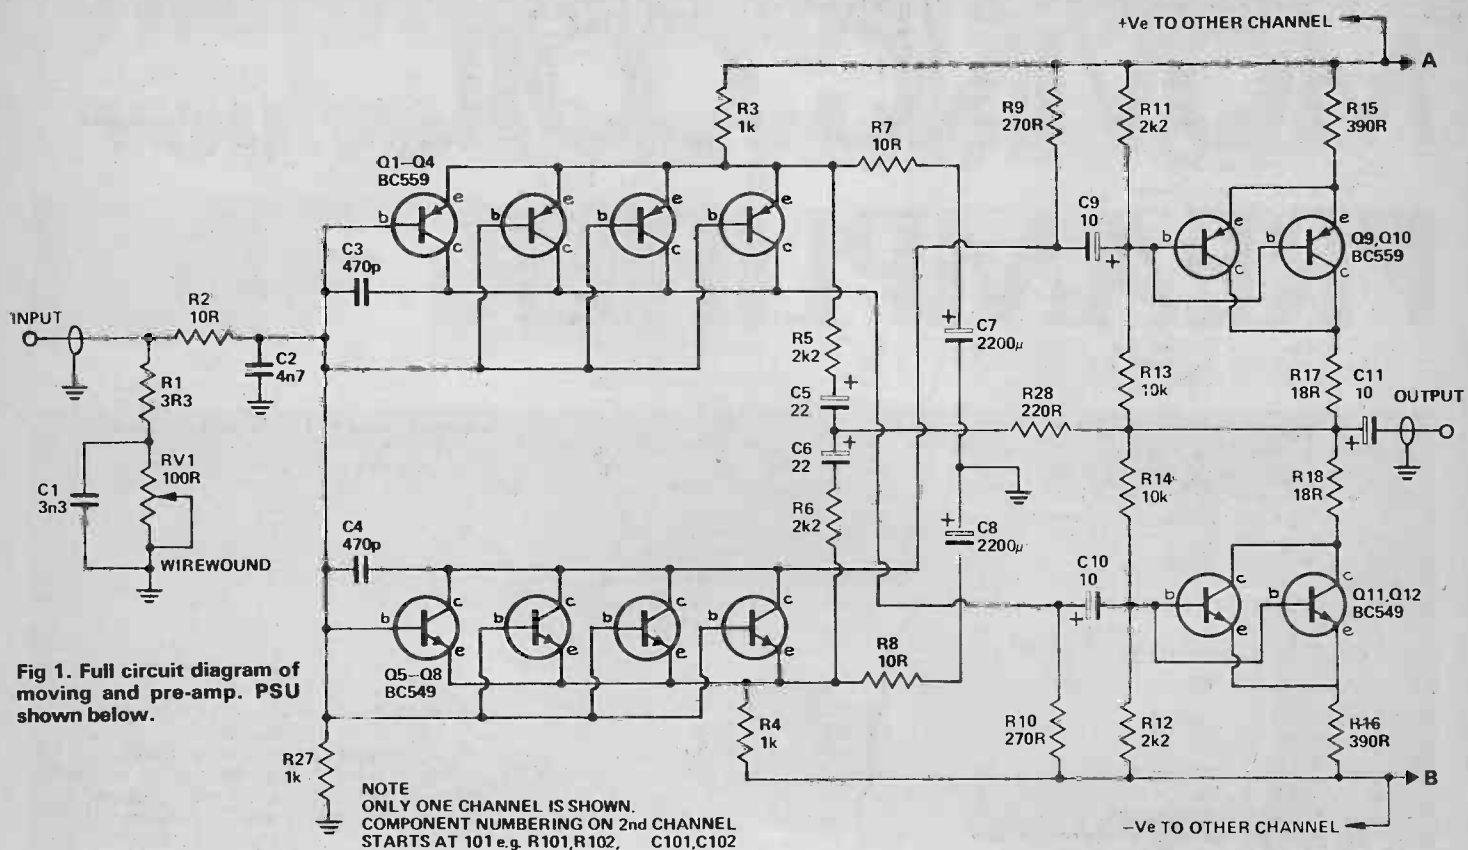 +Ve TO OTHER CHANNEL
A
R3
1k
R9
270R
R11
2k2
R15
390R
R7
10R
Q1–Q4
BC559
e
e
e
e
b
b
b
b
c
c
c
c
C3
470p
C9
10
+
b
e
c
b
e
c
Q9,Q10
BC559
INPUT
R2
10R
C2
4n7
R1
3R3
RV1
100R
C1
3n3
WIREWOUND
R5
2k2
+
C5
22
+
C6
22
R6
2k2
+
C7
2200µ
R28
220R
+
C8
2200µ
R13
10k
R14
10k
R17
18R
C11
10
OUTPUT
+
R18
18R
C4
470p
c
c
c
c
b
b
b
b
e
e
e
e
Q5–Q8
BC549
C10
10
+
b
c
e
b
c
e
Q11,Q12
BC549
R8
10R
Fig 1. Full circuit diagram of
moving and pre-amp. PSU
shown below.
R4
1k
R10
270R
R12
2k2
R16
390R
R27
1k
B
NOTE
ONLY ONE CHANNEL IS SHOWN.
COMPONENT NUMBERING ON 2nd CHANNEL
STARTS AT 101 e.g. R101,R102, C101,C102
–Ve TO OTHER CHANNEL